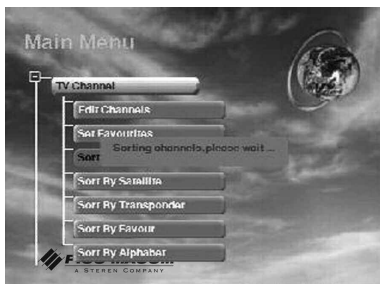 Main Menu
TV Channel
Edit Channels
Set Favourites
Sorting channels,please wait ...
Sort
Sort By Satellite
Sort By Transponder
Sort By Favour
Sort By Alphabet
A STEREN COMPANY